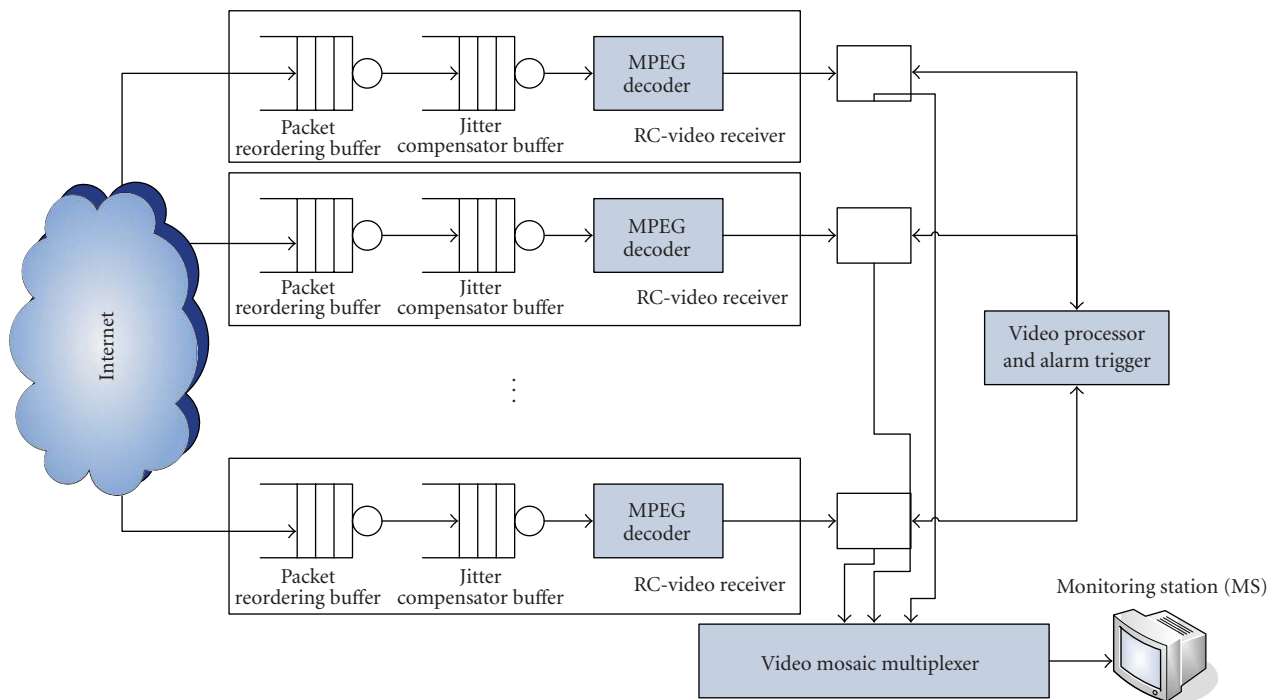 MPEG
decoder
Packet
reordering buffer
Jitter
compensator buffer
RC-video receiver
MPEG
decoder
Packet
reordering buffer
Jitter
compensator buffer
RC-video receiver
Internet
Video processor
and alarm trigger
...
MPEG
decoder
Packet
reordering buffer
Jitter
compensator buffer
RC-video receiver
Monitoring station (MS)
Video mosaic multiplexer